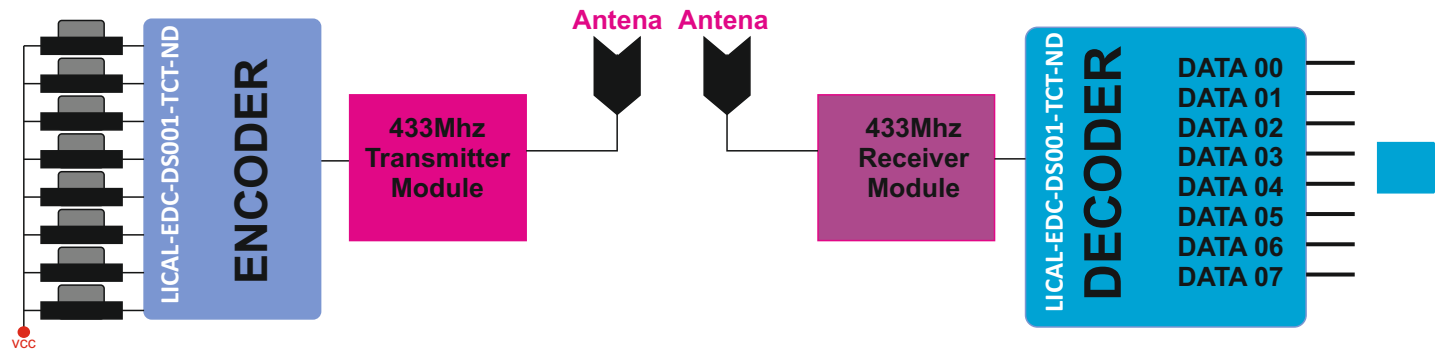 Antena Antena
LICAL-EDC-DS001-TCT-ND
ENCODER
433Mhz
Transmitter
Module
433Mhz
Receiver
Module
LICAL-EDC-DS001-TCT-ND
DECODER
DATA 00
DATA 01
DATA 02
DATA 03
DATA 04
DATA 05
DATA 06
DATA 07
VCC